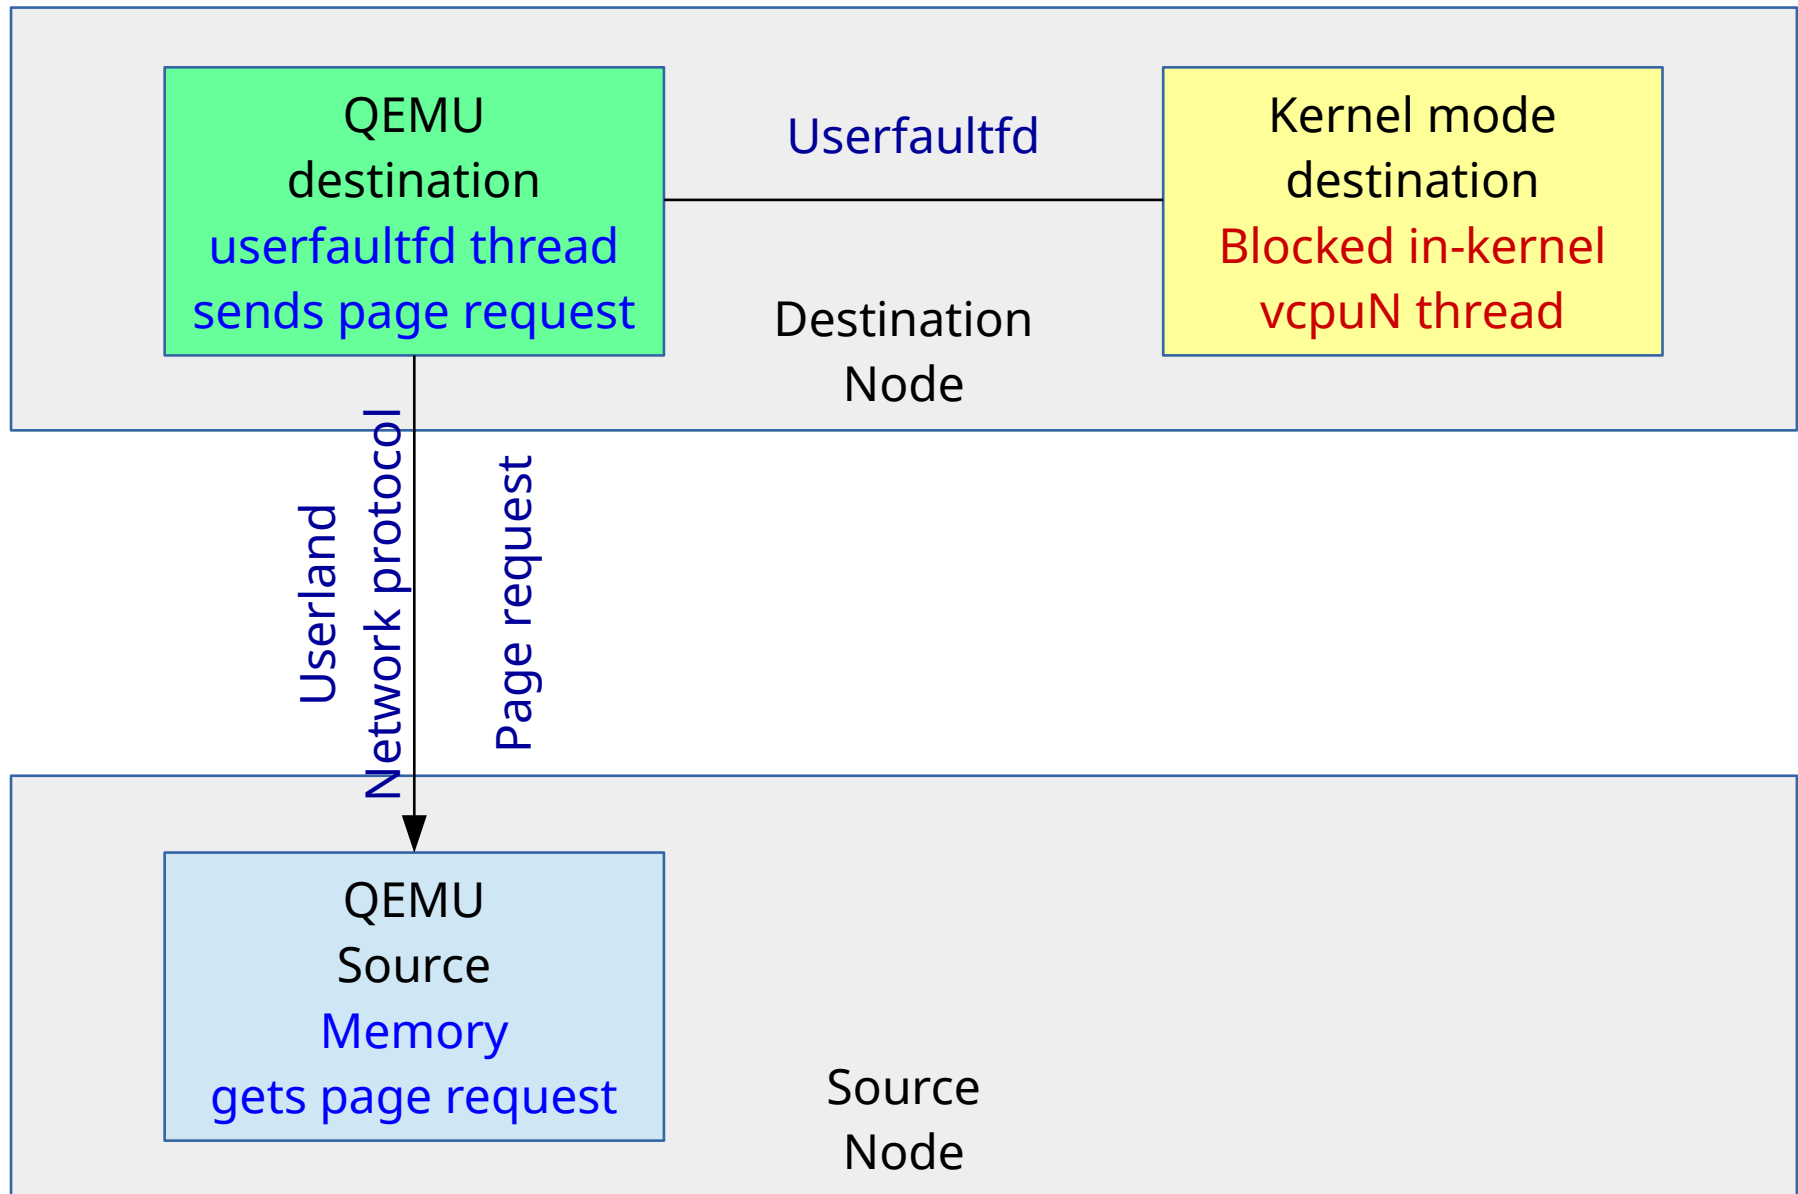 QEMU
destination
userfaultfd thread
sends page request
Userfaultfd
Kernel mode
destination
Blocked in-kernel
vcpuN thread
Destination
Node
Userland
Network protocol
Page request
QEMU
Source
Memory
gets page request
Source
Node